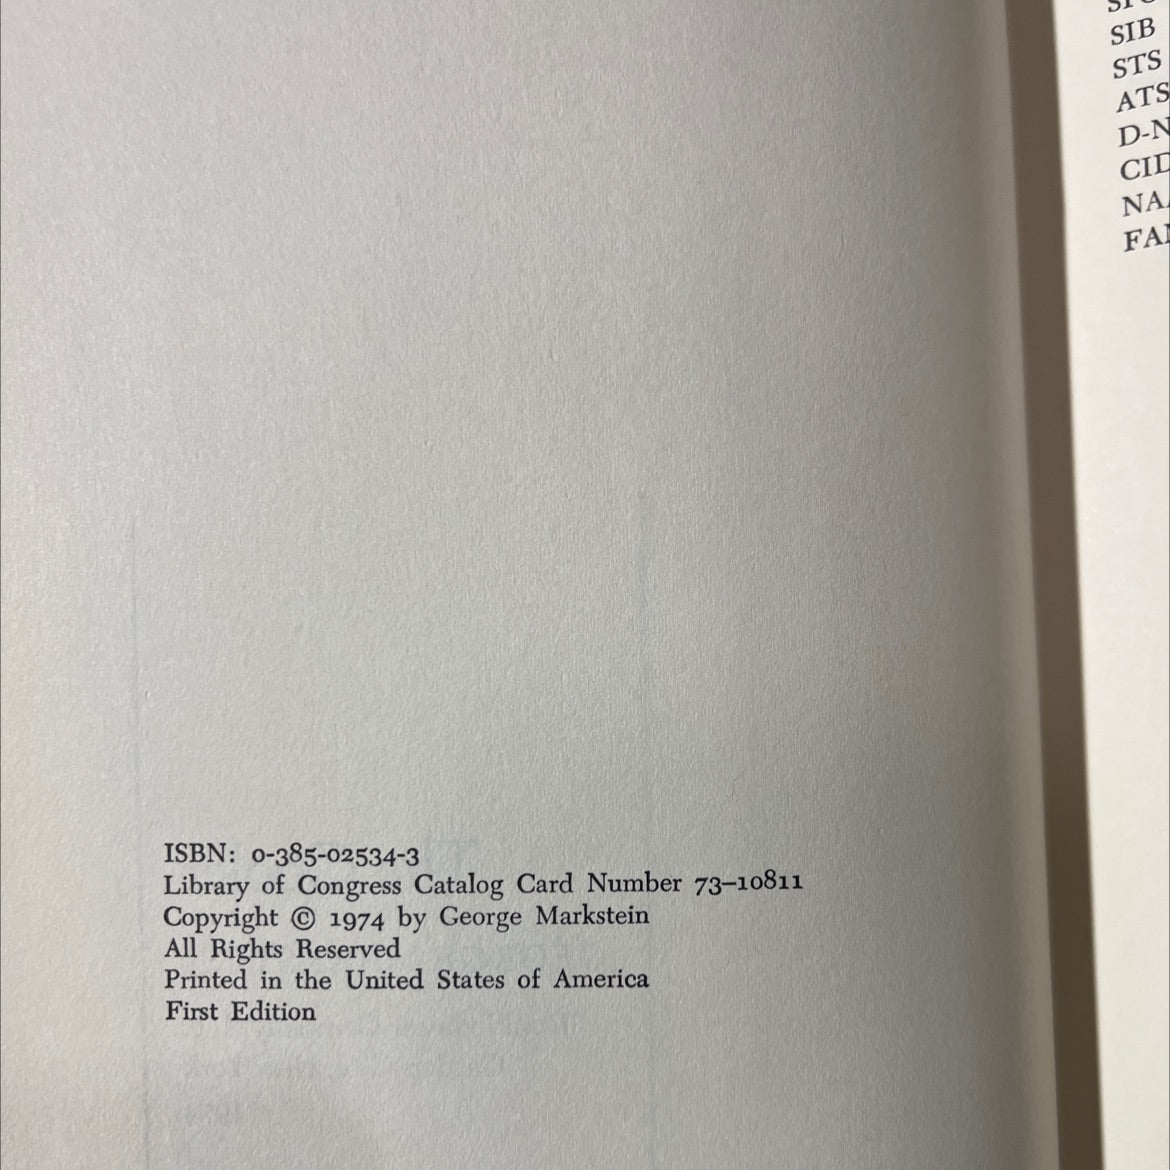 ISBN: 0-385-02534-3
Library of Congress Catalog Card Number 73–10811
Copyright © 1974 by George Markstein
All Rights Reserved
Printed in the United States of America
First Edition
SIB
STS
ATS